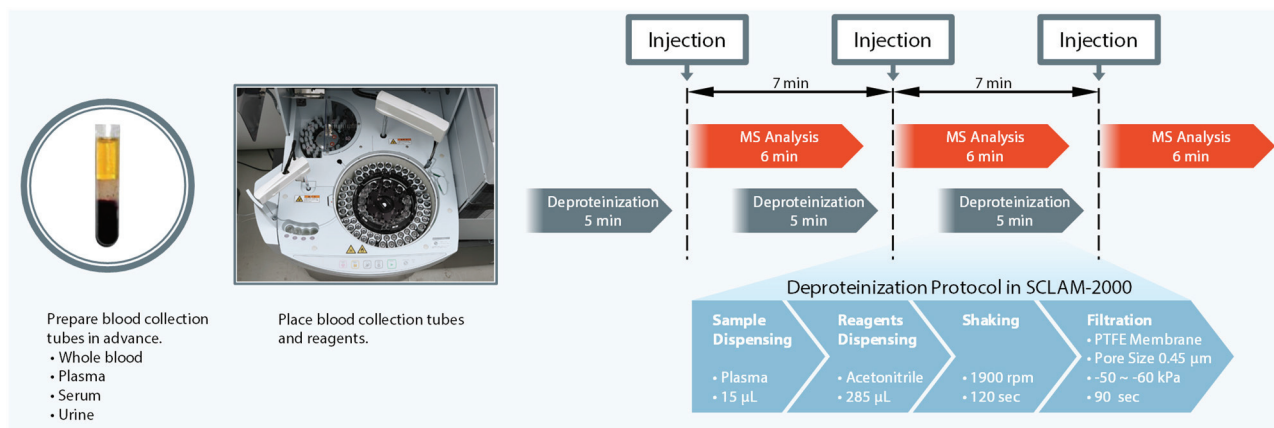 Injection
Injection
Injection
7 min
7 min
MS Analysis
6 min
MS Analysis
6 min
MS Analysis
6 min
Deproteinization
5 min
Deproteinization
5 min
Deproteinization
5 min
Prepare blood collection
tubes in advance.
• Whole blood
• Plasma
• Serum
• Urine
Place blood collection tubes
and reagents.
Deproteinization Protocol in SCLAM-2000
Sample
Dispensing
• Plasma
• 15 µL
Reagents
Dispensing
• Acetonitrile
• 285 µL
Shaking
• 1900 rpm
• 120 sec
Filtration
• PTFE Membrane
• Pore Size 0.45 µm
• -50 ~ -60 kPa
• 90 sec